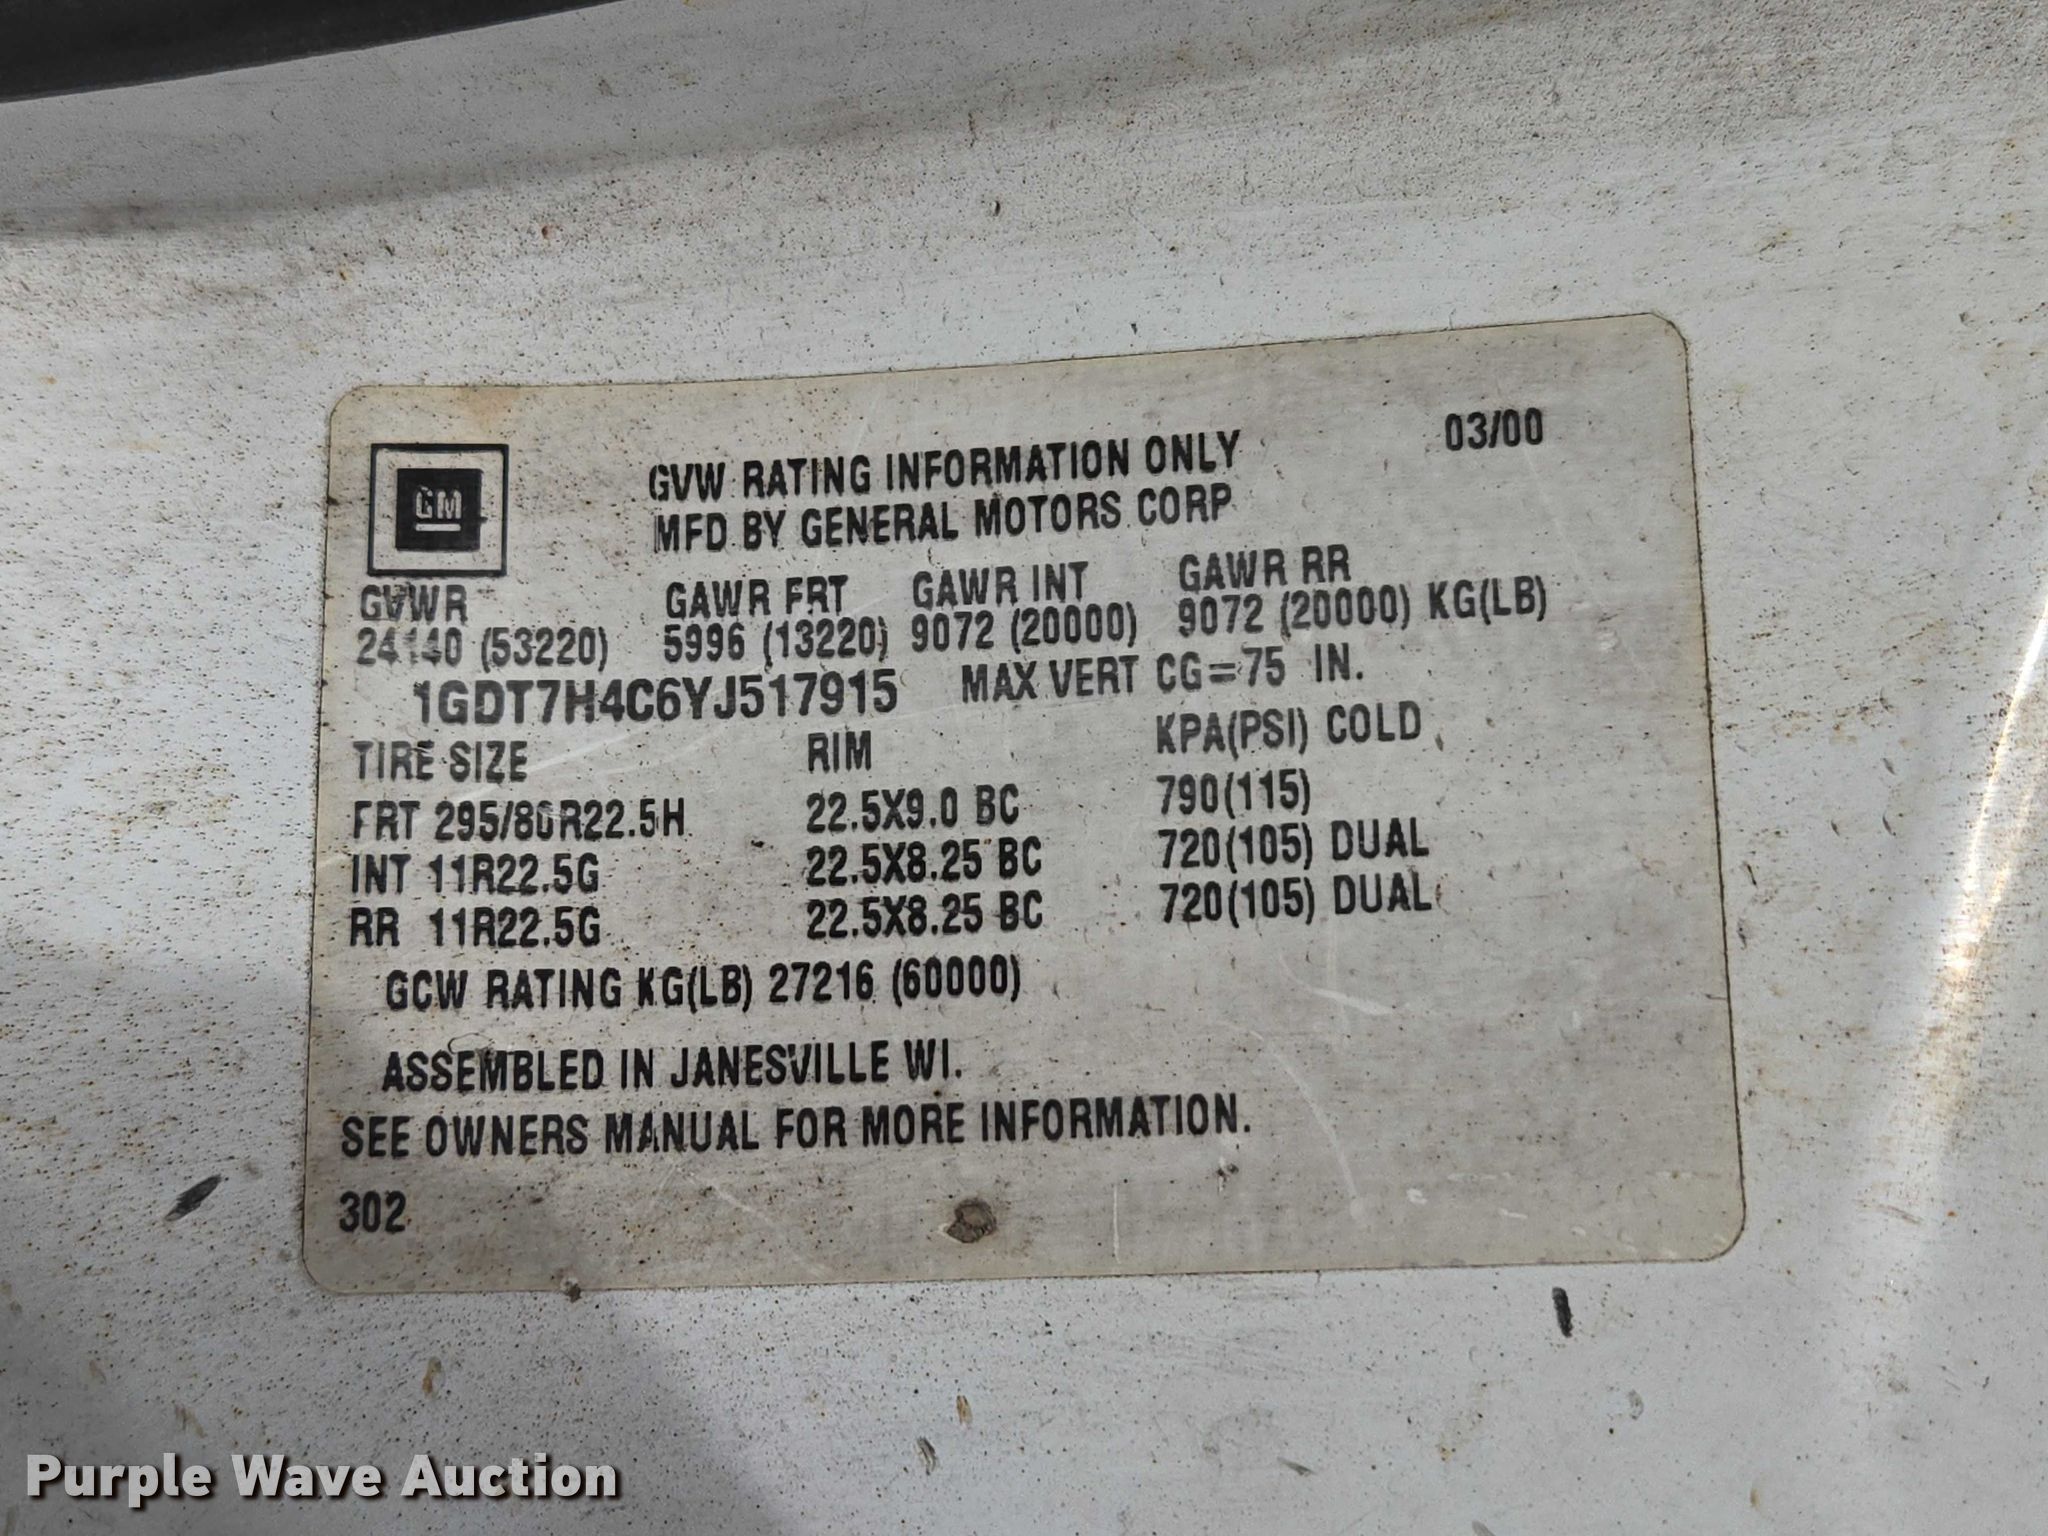 03/00
GM
GVW RATING INFORMATION ONLY
MFD BY GENERAL MOTORS CORP
GVWR GAWR FRT GAWR INT GAWR RR
24140 (53220) 5996 (13220) 9072 (20000) 9072 (20000) KG(LB)
1GDT7H4C6YJ517915 MAX VERT CG=75 IN.
TIRE SIZE RIM KPA(PSI) COLD
FRT 295/80R22.5H 22.5X9.0 BC 790(115)
INT 11R22.5G 22.5X8.25 BC 720(105) DUAL
RR 11R22.5G 22.5X8.25 BC 720(105) DUAL
GCW RATING KG(LB) 27216 (60000)
ASSEMBLED IN JANESVILLE WI.
SEE OWNERS MANUAL FOR MORE INFORMATION.
302
Purple Wave Auction